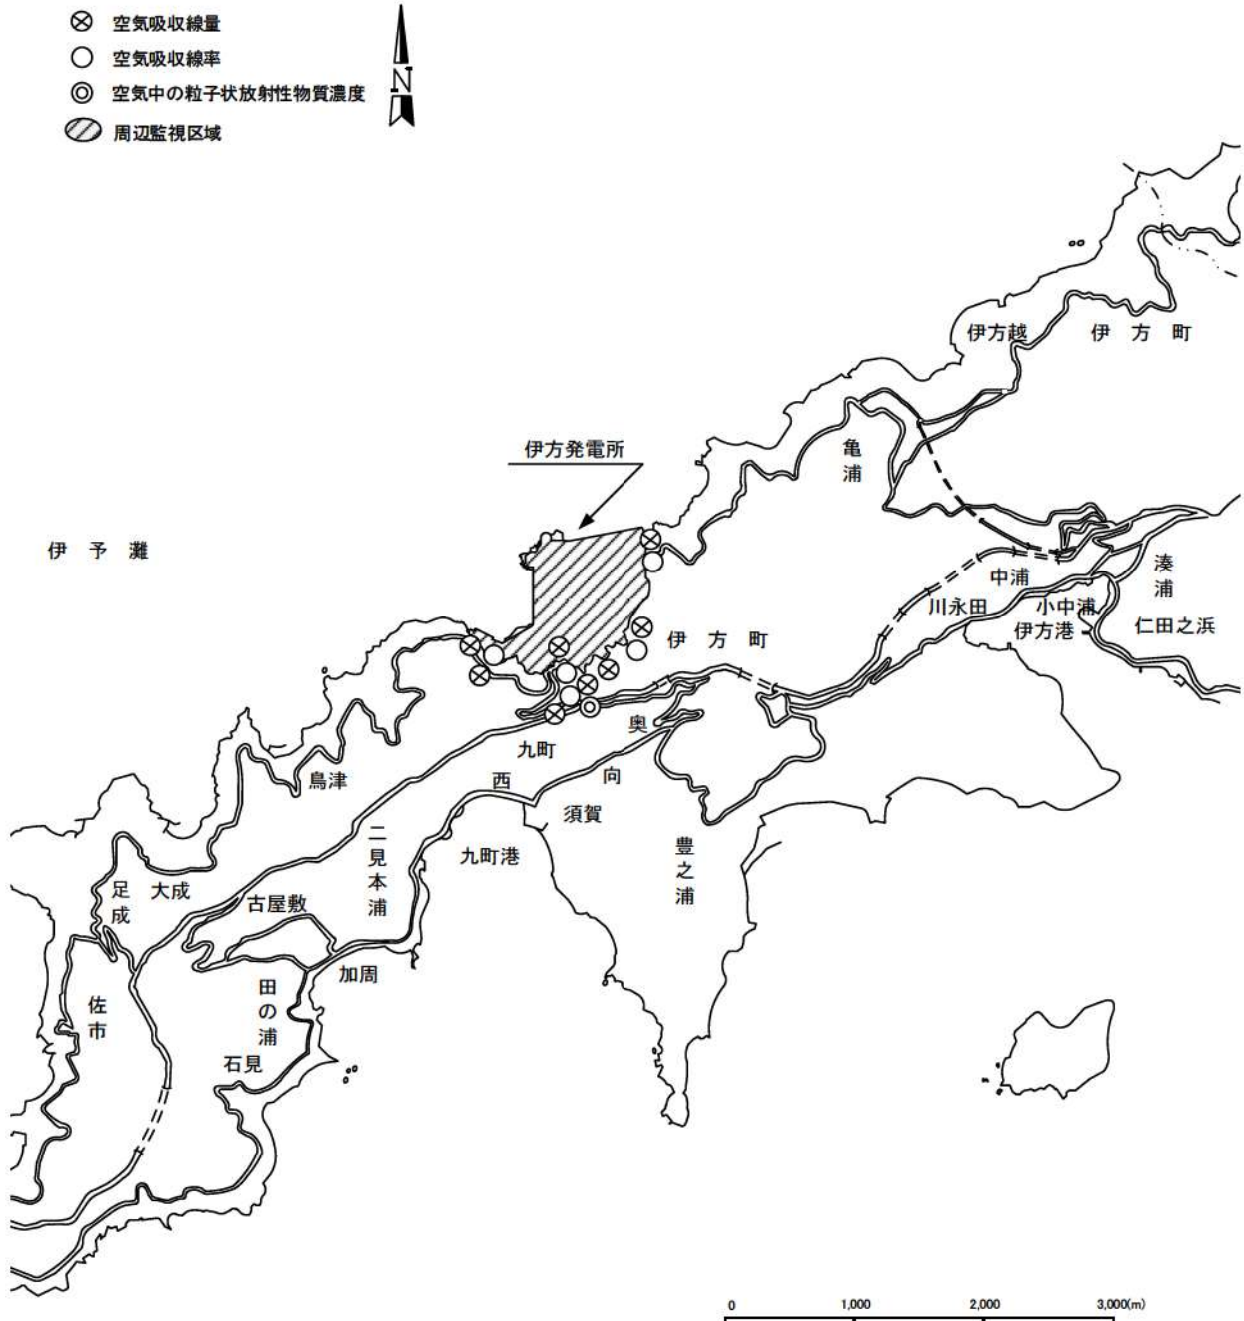 空気吸収線量
空気吸収線率
空気中の粒子状放射性物質濃度
周辺監視区域
N
伊方越
伊方町
伊方発電所
亀浦
伊予灘
湊浦
中浦
川永田
小中浦
伊方港
仁田之浜
伊方町
奥
九町
西
向
鳥津
須賀
二見本浦
九町港
豊之浦
足成
大成
古屋敷
加周
田の浦
佐市
石見
0 1,000 2,000 3,000(m)